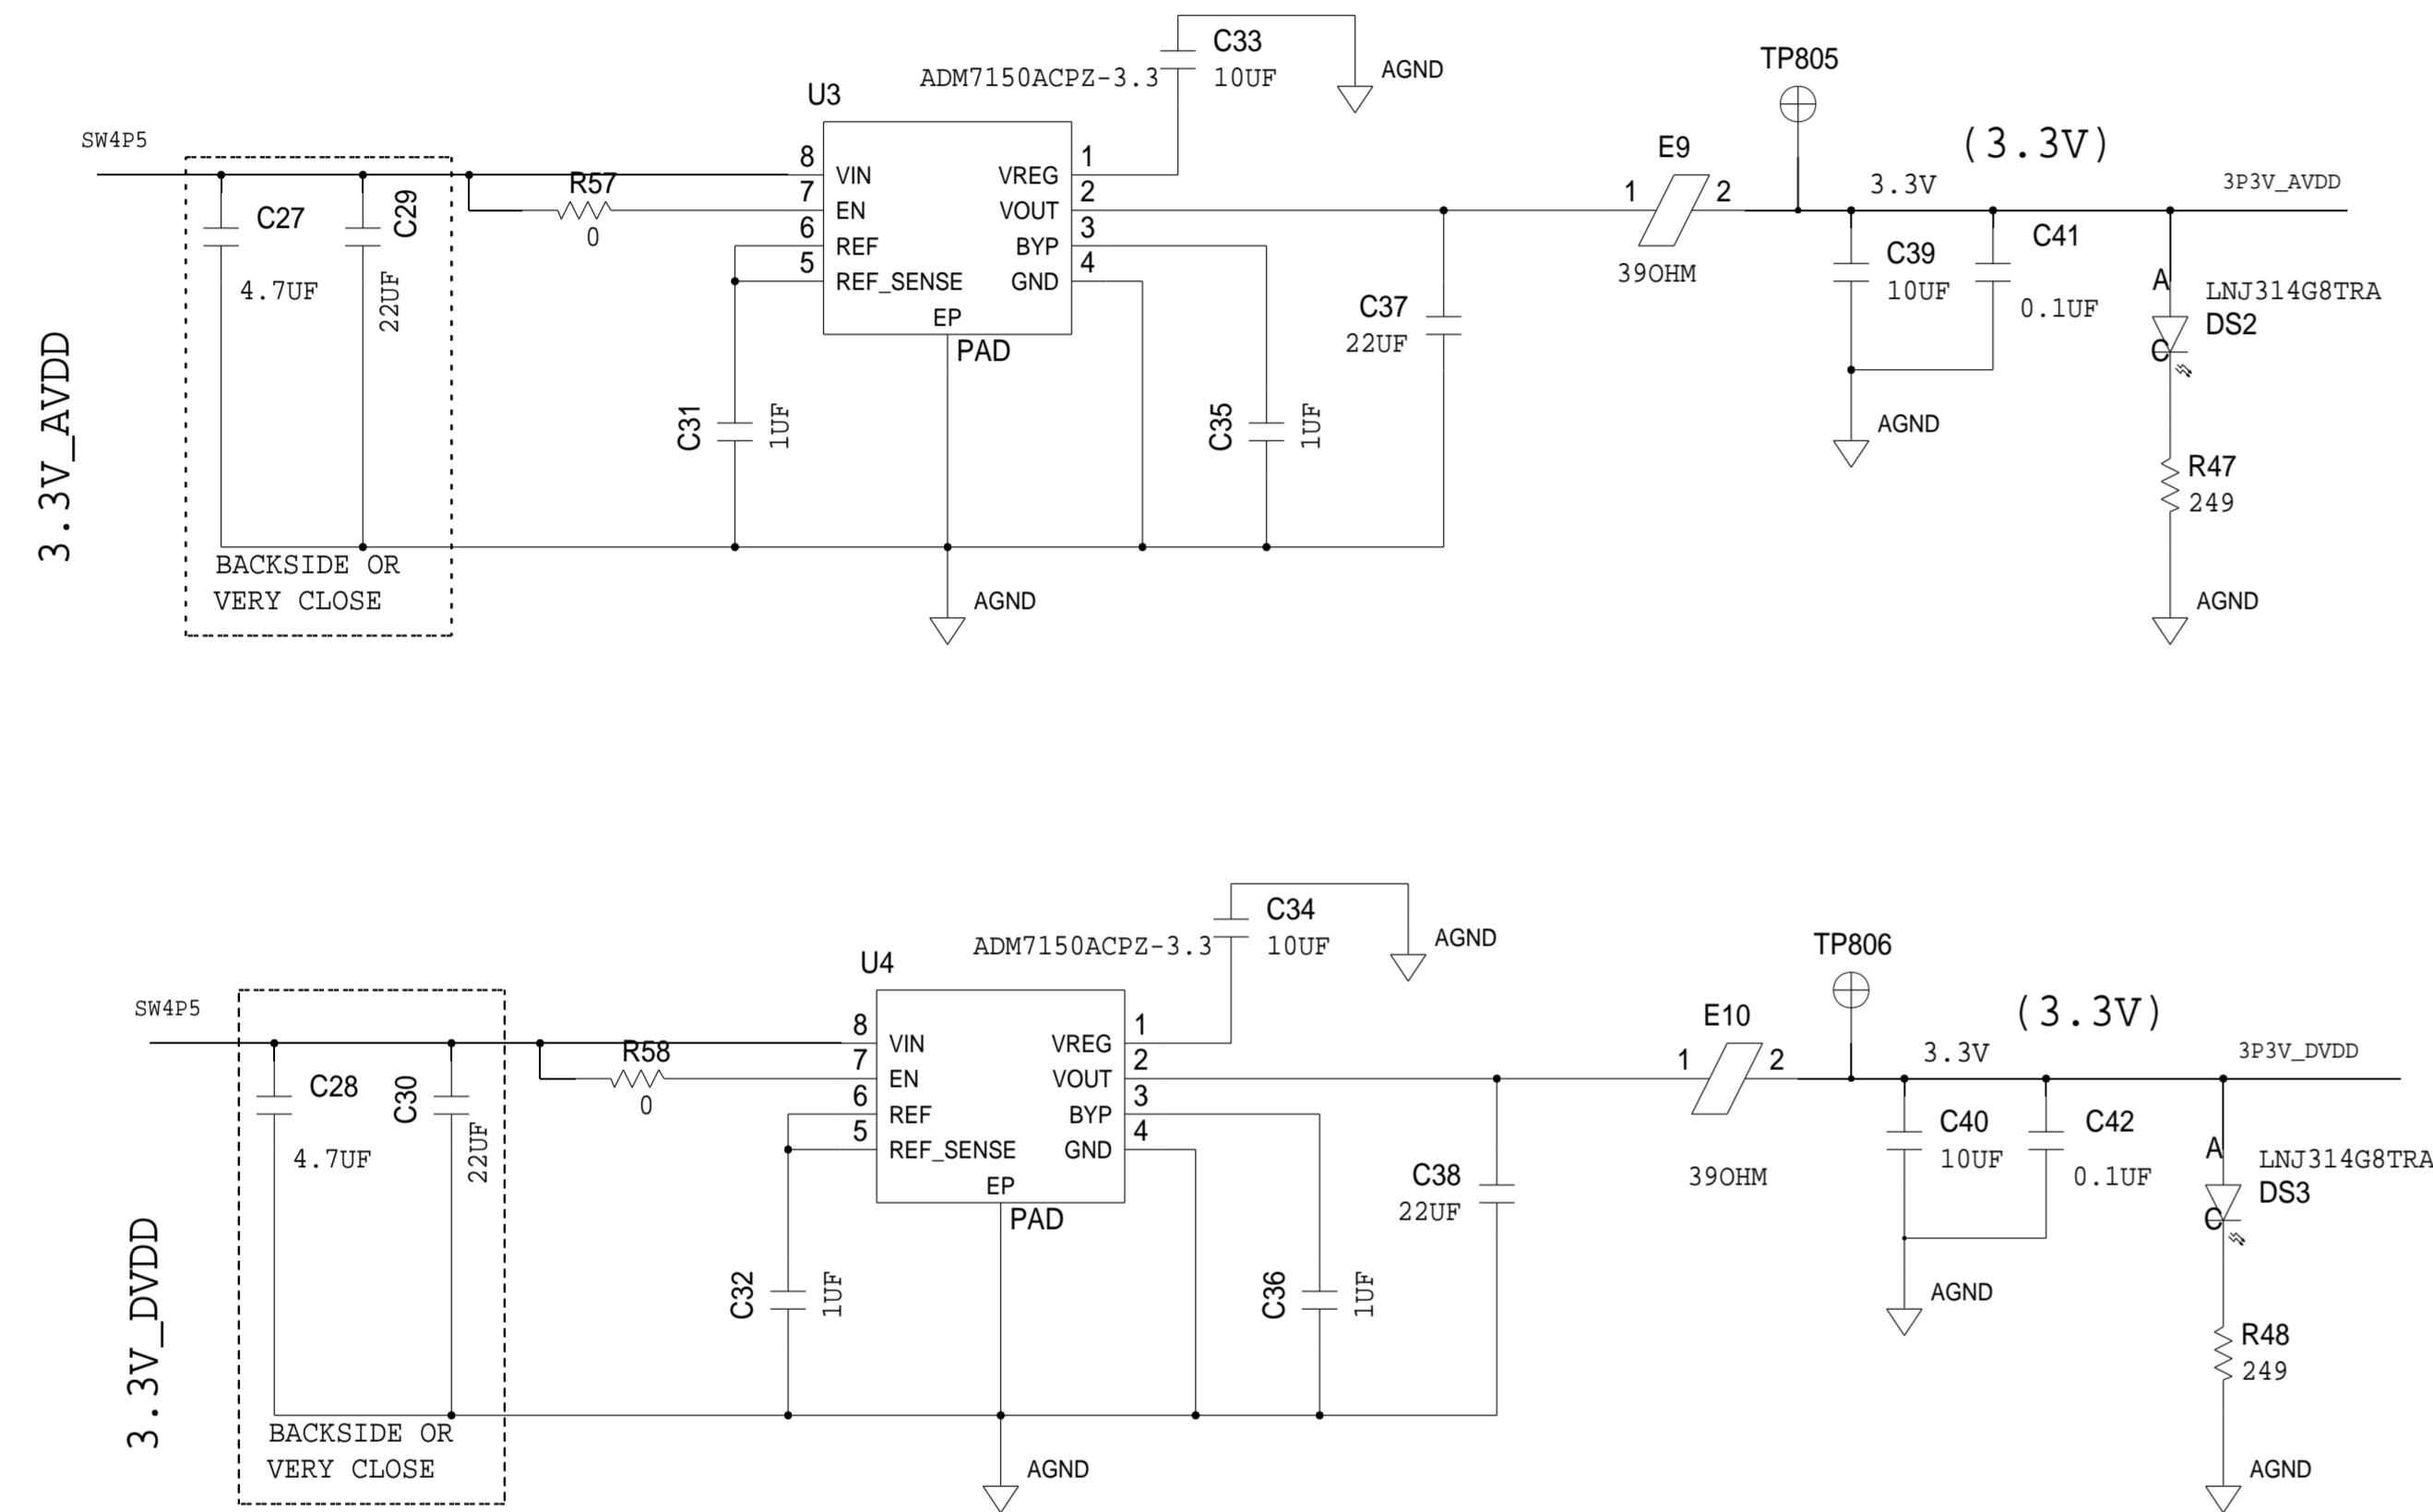 C33
ADM7150ACPZ-3.3
10UF
AGND
TP805
U3
SW4P5
(3.3V)
E9
8
VIN
VREG
1
R57
7
EN
VOUT
2
0
6
REF
BYP
3
5
REF_SENSE
GND
4
EP
PAD
1
2
39OHM
3.3V
3P3V_AVDD
C27
4.7UF
C29
22UF
C37
22UF
C39
10UF
C41
0.1UF
A
LNJ314G8TRA
DS2
C
3.3V_AVDD
C31
1UF
C35
1UF
AGND
R47
249
BACKSIDE OR
VERY CLOSE
AGND
AGND
C34
ADM7150ACPZ-3.3
10UF
AGND
TP806
U4
SW4P5
(3.3V)
E10
8
VIN
VREG
1
R58
7
EN
VOUT
2
0
6
REF
BYP
3
5
REF_SENSE
GND
4
EP
PAD
1
2
39OHM
3.3V
3P3V_DVDD
C28
4.7UF
C30
22UF
C38
22UF
C40
10UF
C42
0.1UF
A
LNJ314G8TRA
DS3
C
3.3V_DVDD
C32
1UF
C36
1UF
AGND
R48
249
BACKSIDE OR
VERY CLOSE
AGND
AGND